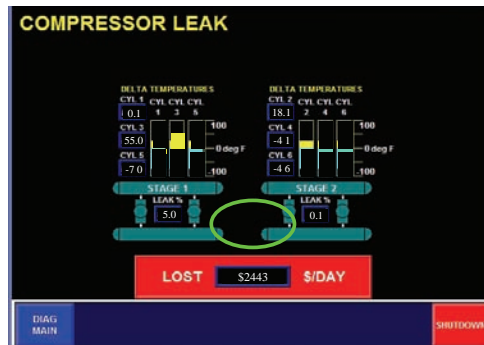 COMPRESSOR LEAK
DELTA TEMPERATURES
CYL 1 CYL CYL CYL
0.1 1 3 5
100
CYL 3
55.0
0 deg F
CYL 5
-7 0
100
STAGE 1
LEAK %
5.0
DELTA TEMPERATURES
CYL 2 CYL CYL CYL
18.1 2 4 6
100
CYL 4
-4 1
0 deg F
CYL 6
-4 6
.100
STAGE 2
LEAK %
0.1
LOST $2443 $/DAY
DIAG
MAIN
SHUTDOWN